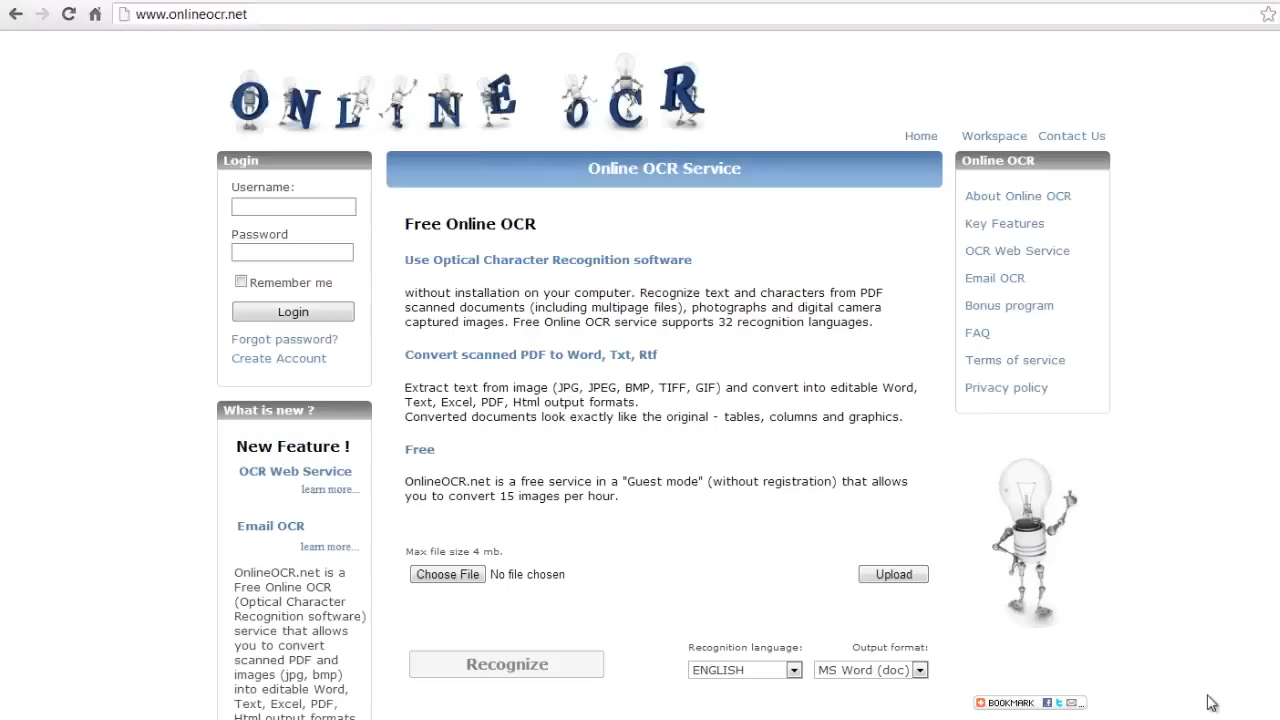 www.onlineocr.net
ONLINE OCR
Home Workspace Contact Us
Login
Username:
Password
Remember me
Login
Forgot password?
Create Account
What is new ?
New Feature !
OCR Web Service
learn more...
Email OCR
learn more...
OnlineOCR.net is a
Free Online OCR
(Optical Character
Recognition software)
service that allows
you to convert
scanned PDF and
images (jpg, bmp)
into editable Word,
Text, Excel, PDF,
Html output formats
Online OCR Service
Free Online OCR
Use Optical Character Recognition software
without installation on your computer. Recognize text and characters from PDF
scanned documents (including multipage files), photographs and digital camera
captured images. Free Online OCR service supports 32 recognition languages.
Convert scanned PDF to Word, Txt, Rtf
Extract text from image (JPG, JPEG, BMP, TIFF, GIF) and convert into editable Word,
Text, Excel, PDF, Html output formats.
Converted documents look exactly like the original - tables, columns and graphics.
Free
OnlineOCR.net is a free service in a "Guest mode" (without registration) that allows
you to convert 15 images per hour.
Max file size 4 mb.
Choose File No file chosen Upload
Recognition language: Output format:
Recognize ENGLISH MS Word (doc)
Online OCR
About Online OCR
Key Features
OCR Web Service
Email OCR
Bonus program
FAQ
Terms of service
Privacy policy
BOOKMARK